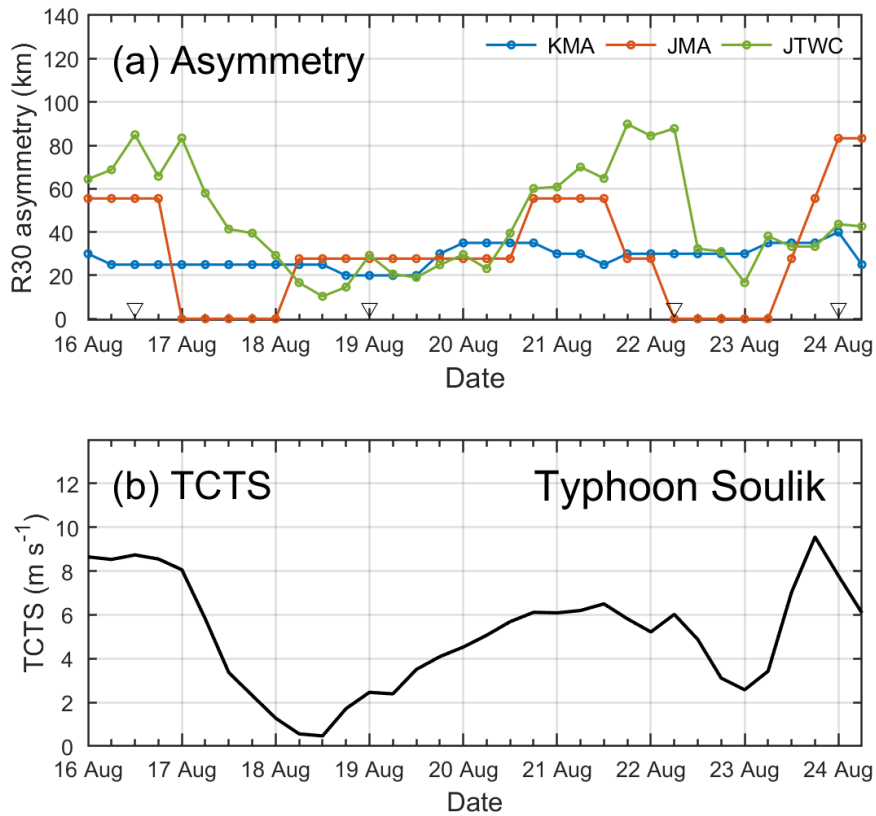 (a) Asymmetry
KMA JMA JTWC
R30 asymmetry (km)
140
120
100
80
60
40
20
0
16 Aug 17 Aug 18 Aug 19 Aug 20 Aug 21 Aug 22 Aug 23 Aug 24 Aug
Date
(b) TCTS Typhoon Soulik
TCTS (m s⁻¹)
12
10
8
6
4
2
0
16 Aug 17 Aug 18 Aug 19 Aug 20 Aug 21 Aug 22 Aug 23 Aug 24 Aug
Date